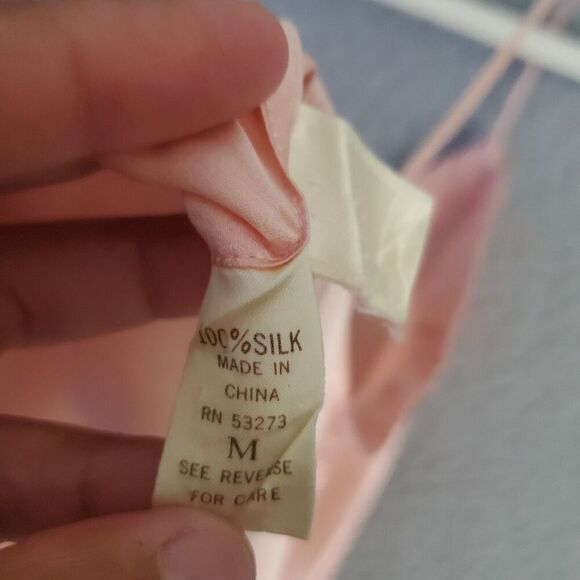 100% SILK
MADE IN
CHINA
RN 53273
M
SEE REVERSE
FOR CARE